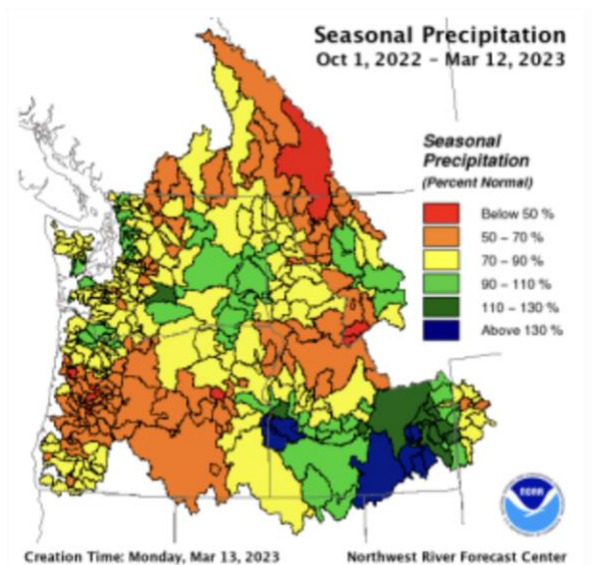 Seasonal Precipitation
Oct 1, 2022 - Mar 12, 2023
Seasonal
Precipitation
(Percent Normal)
Below 50 %
50 - 70 %
70 - 90 %
90 - 110 %
110 - 130 %
Above 130 %
NOAA
Creation Time: Monday, Mar 13, 2023
Northwest River Forecast Center